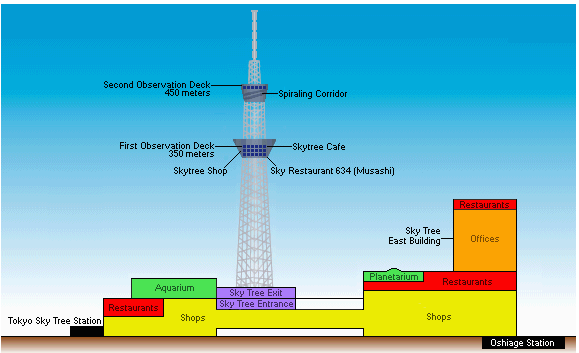 Second Observation Deck
450 meters
Spiraling Corridor
First Observation Deck
350 meters
Skytree Cafe
Skytree Shop
Sky Restaurant 634 (Musashi)
Restaurants
Sky Tree
East Building
Offices
Planetarium
Restaurants
Aquarium
Sky Tree Exit
Sky Tree Entrance
Restaurants
Tokyo Sky Tree Station
Shops
Shops
Oshiage Station